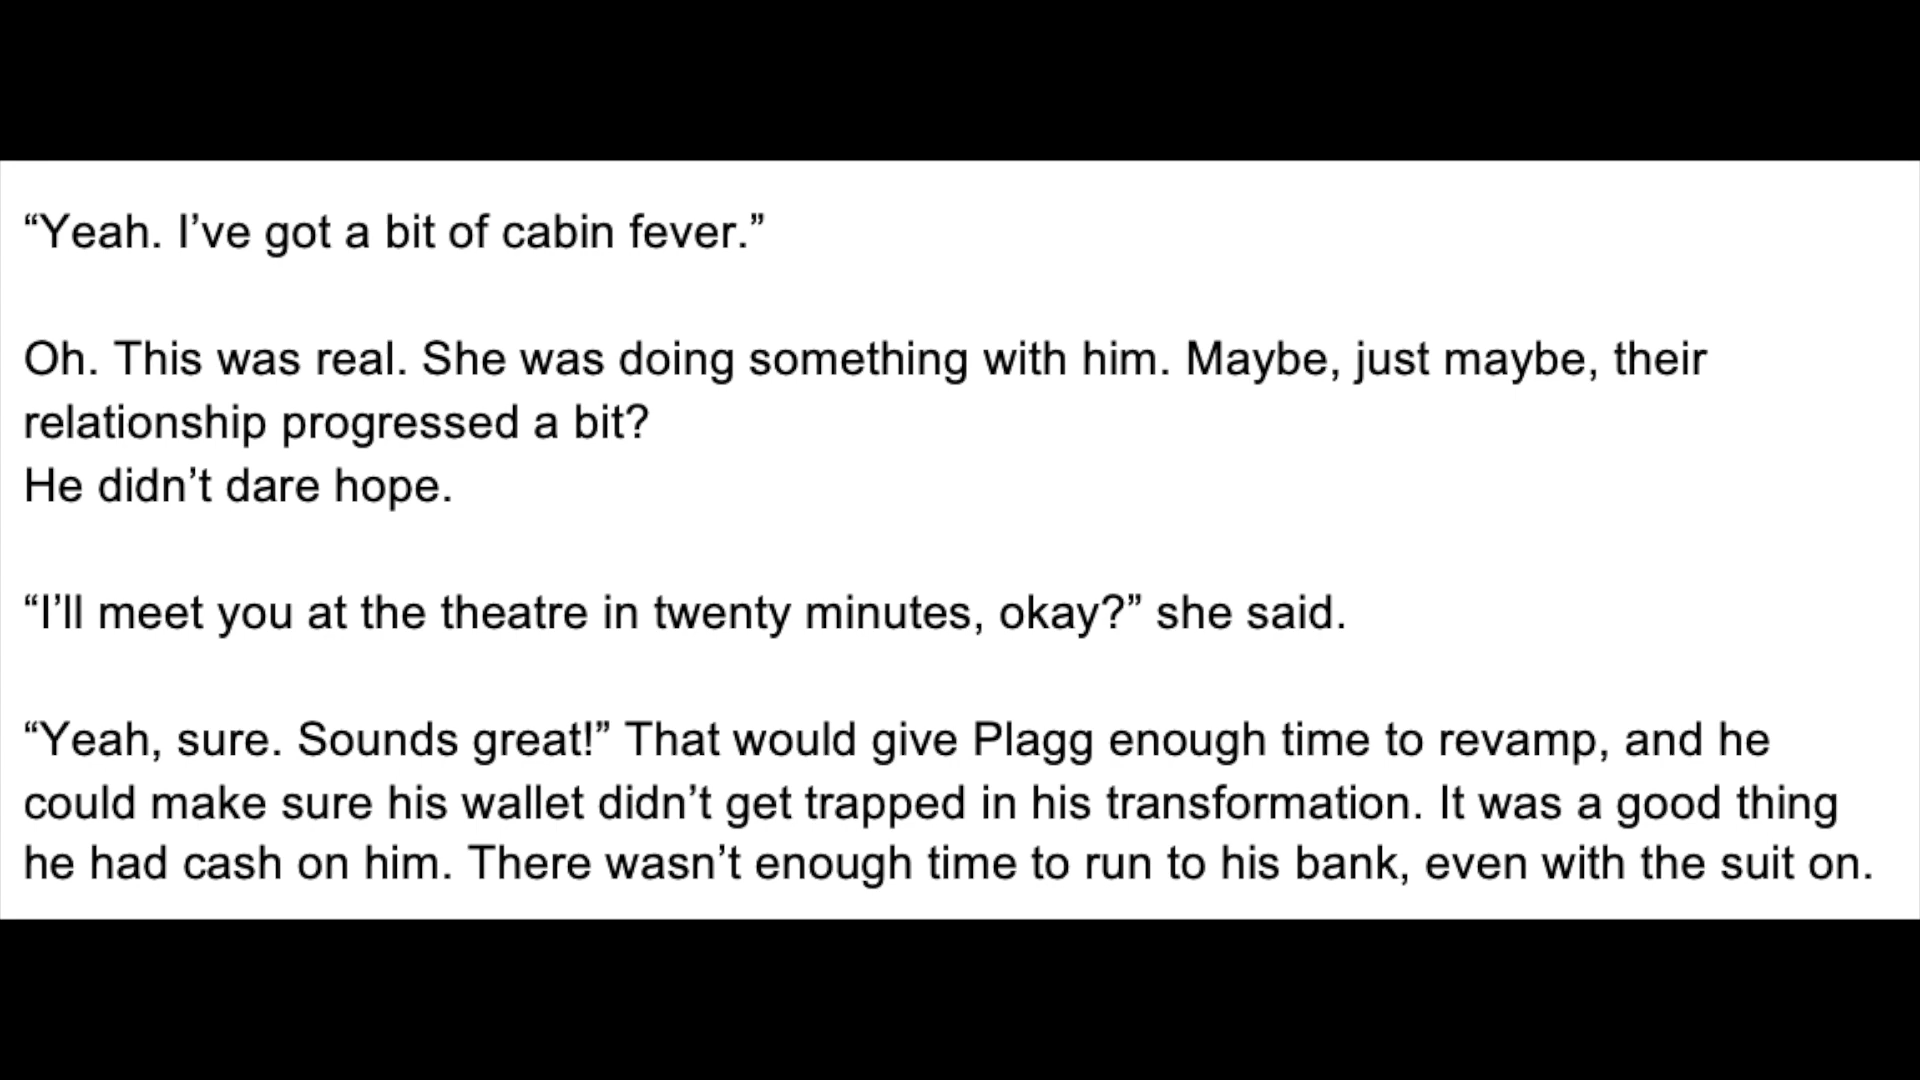 “Yeah. I’ve got a bit of cabin fever.”
Oh. This was real. She was doing something with him. Maybe, just maybe, their
relationship progressed a bit?
He didn’t dare hope.
“I’ll meet you at the theatre in twenty minutes, okay?” she said.
“Yeah, sure. Sounds great!” That would give Plagg enough time to revamp, and he
could make sure his wallet didn’t get trapped in his transformation. It was a good thing
he had cash on him. There wasn’t enough time to run to his bank, even with the suit on.